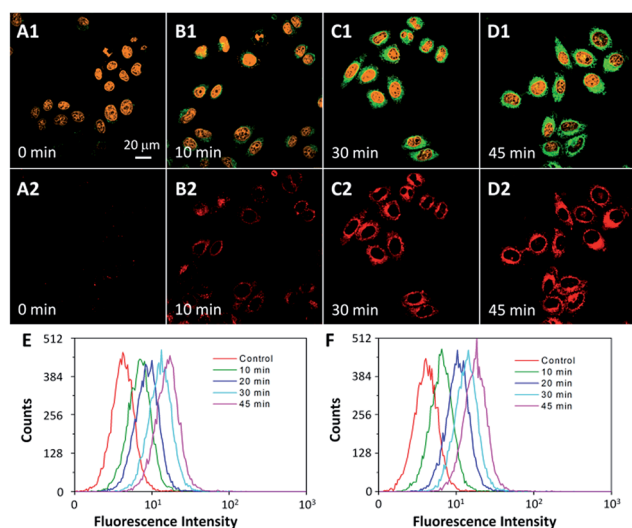 A1 B1 C1 D1
0 min 20 μm 10 min 30 min 45 min
A2 B2 C2 D2
0 min 10 min 30 min 45 min
E F
512 512
Control Control
10 min 10 min
384 20 min 384 20 min
30 min 30 min
45 min 45 min
256 256
Counts Counts
128 128
0 0
0 10¹ 10² 10³ 0 10¹ 10² 10³
Fluorescence Intensity Fluorescence Intensity